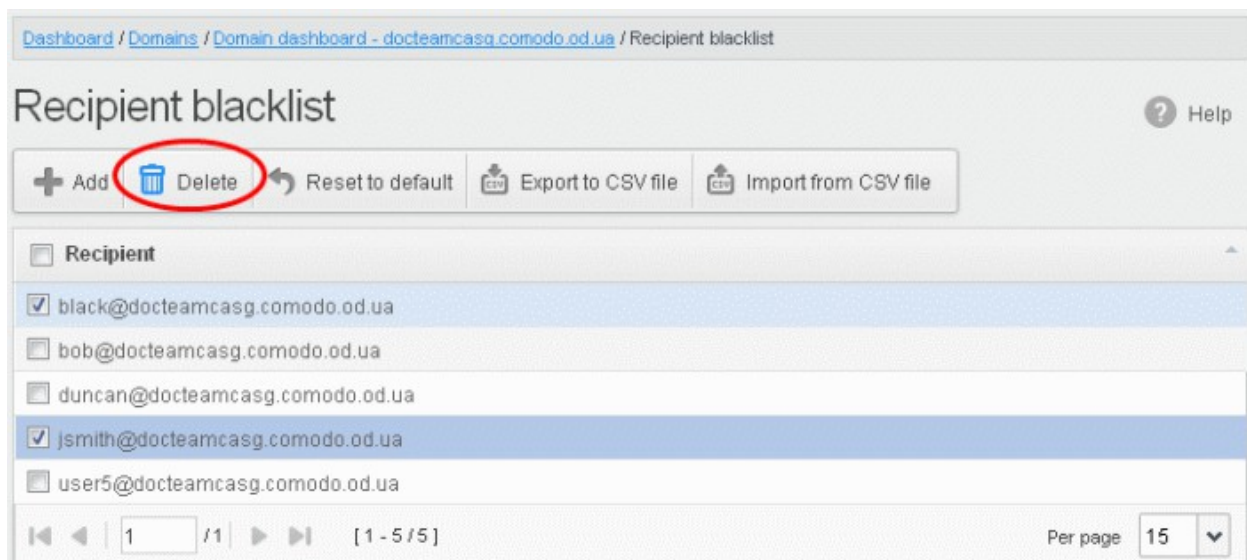 Dashboard / Domains / Domain dashboard - docteamcasg.comodo.od.ua / Recipient blacklist
Recipient blacklist
? Help
Add Delete Reset to default CSV Export to CSV file CSV Import from CSV file
Recipient
black@docteamcasg.comodo.od.ua
bob@docteamcasg.comodo.od.ua
duncan@docteamcasg.comodo.od.ua
jsmith@docteamcasg.comodo.od.ua
user5@docteamcasg.comodo.od.ua
1 /1 [1-5/5] Per page 15